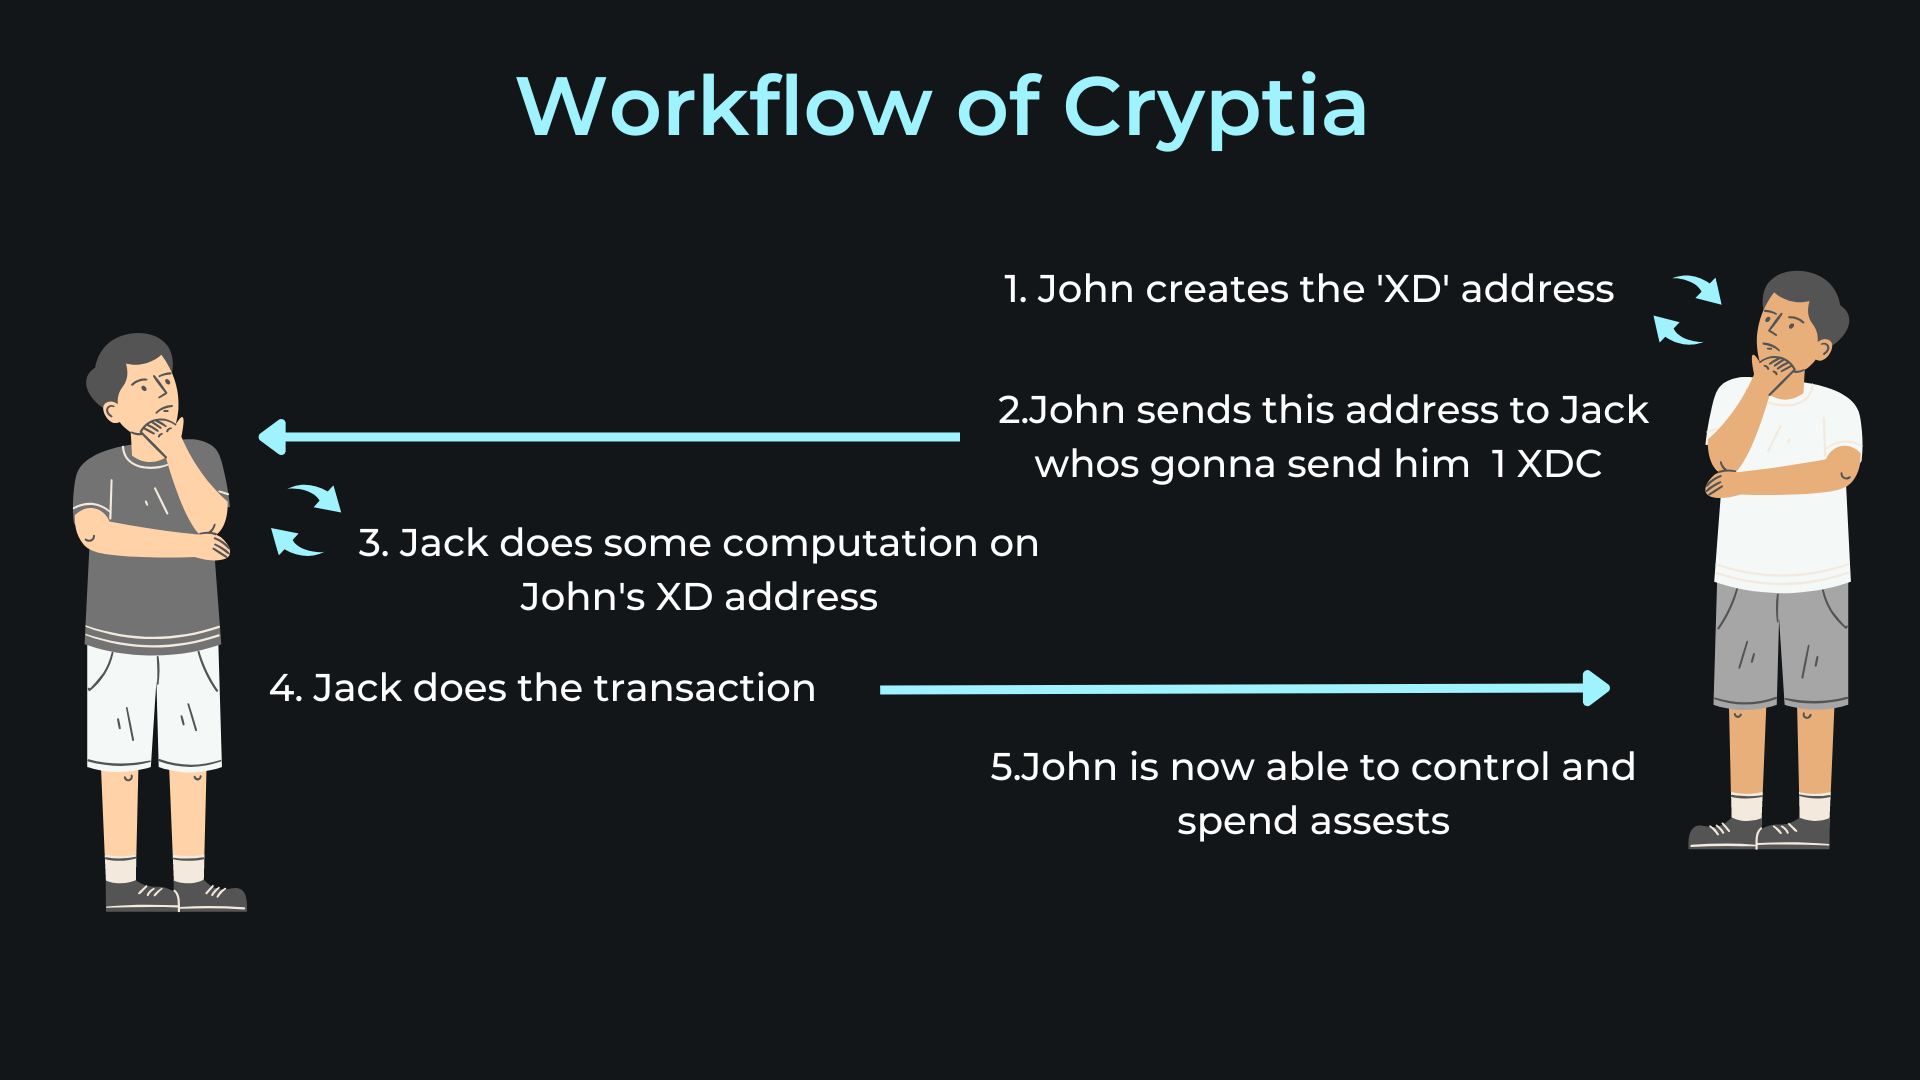 Workflow of Cryptia
1. John creates the 'XD' address
2.John sends this address to Jack
whos gonna send him  1 XDC
3. Jack does some computation on
John's XD address
4. Jack does the transaction
5.John is now able to control and
spend assests